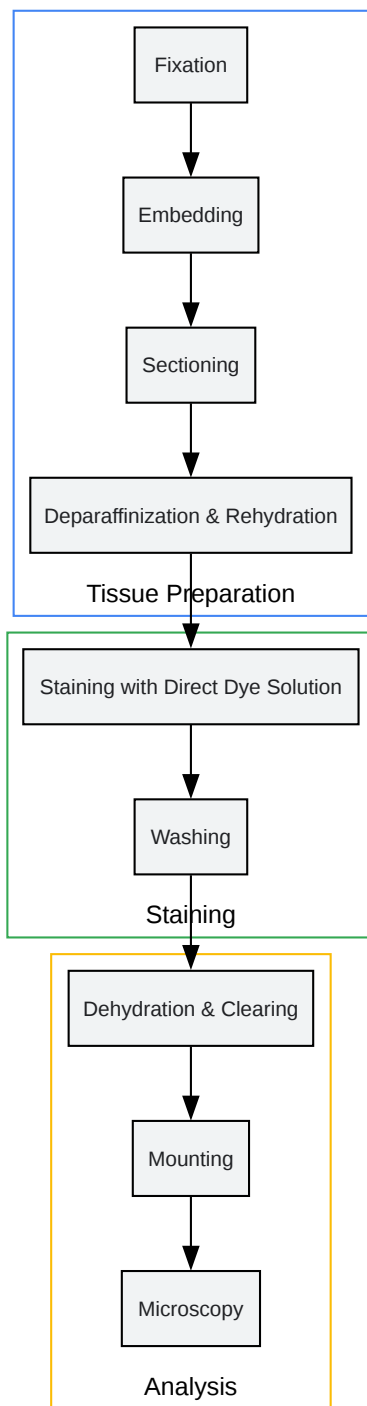 Fixation
Embedding
Sectioning
Deparaffinization & Rehydration
Tissue Preparation
Staining with Direct Dye Solution
Washing
Staining
Dehydration & Clearing
Mounting
Microscopy
Analysis